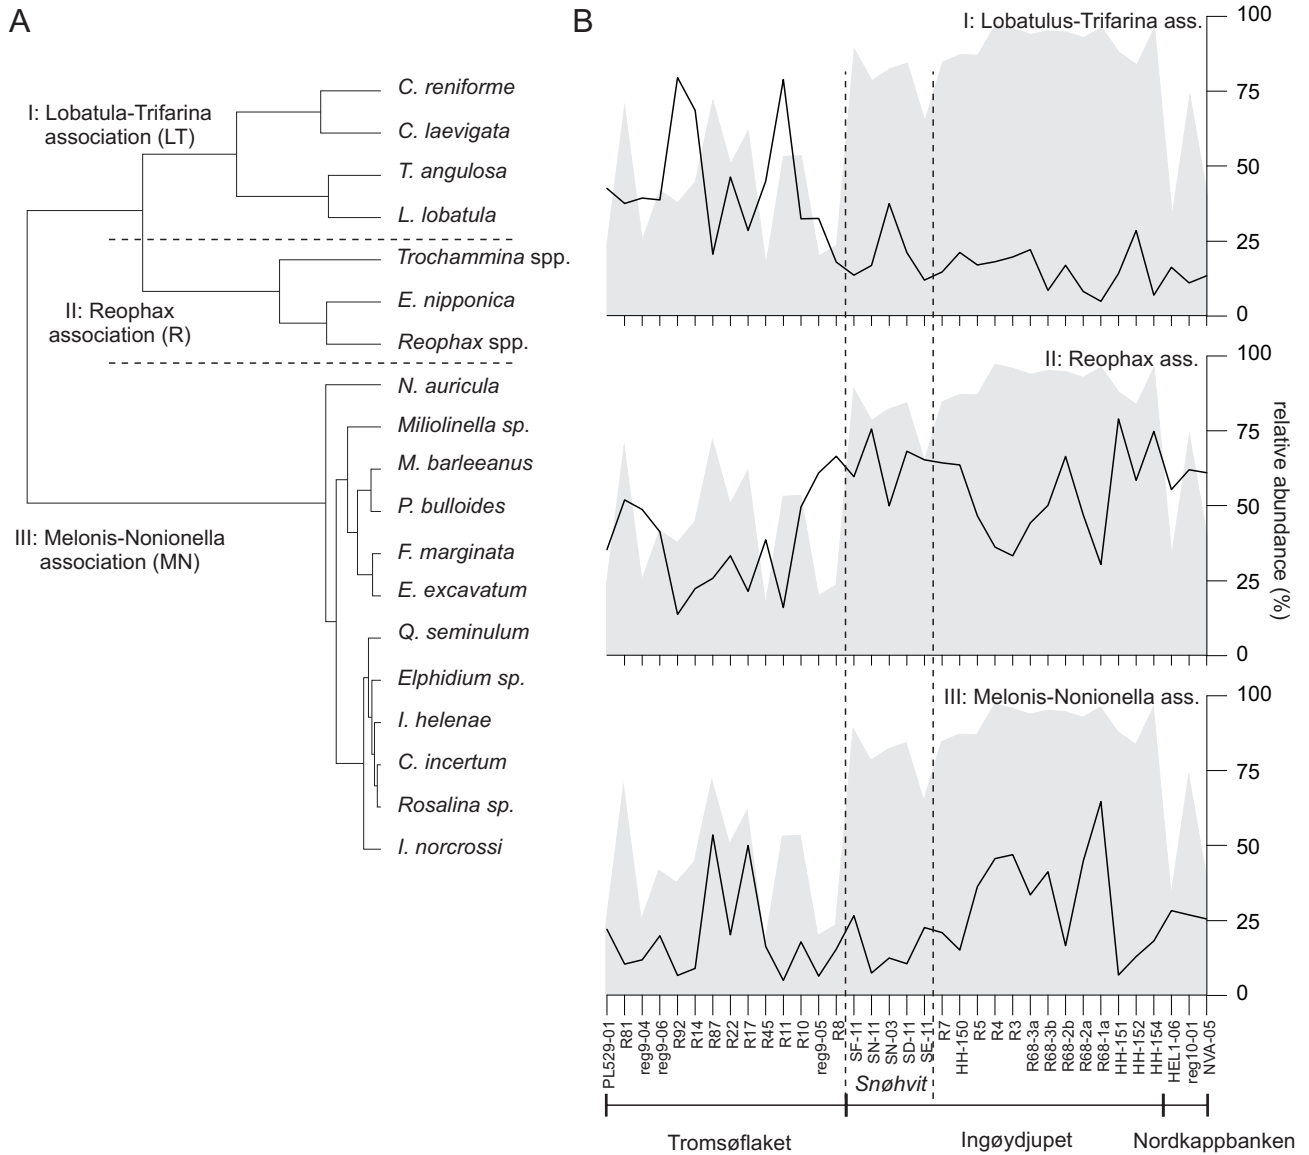 A
I: Lobatula-Trifarina
association (LT)
C. reniforme
C. laevigata
T. angulosa
L. lobatula
II: Reophax
association (R)
Trochammina spp.
E. nipponica
Reophax spp.
III: Melonis-Nonionella
association (MN)
N. auricula
Miliolinella sp.
M. barleeanus
P. bulloides
F. marginata
E. excavatum
Q. seminulum
Elphidium sp.
I. helenae
C. incertum
Rosalina sp.
I. norcrossi
B
I: Lobatulus-Trifarina ass.
100
75
50
25
0
II: Reophax ass.
100
75
50
25
0
relative abundance (%)
III: Melonis-Nonionella ass.
100
75
50
25
0
PL529-01
R81
reg9-04
reg9-06
R92
R14
R87
R22
R17
R45
R11
R10
reg9-05
R8
SF-11
SN-11
SN-03
SD-11
SE-11
R7
HH-150
R5
R4
R3
R68-3a
R68-3b
R68-2b
R68-2a
R68-1a
HH-151
HH-152
HH-154
HEL1-06
reg10-01
NVA-05
Snøhvit
Tromsøflaket
Ingøydjupet
Nordkappbanken